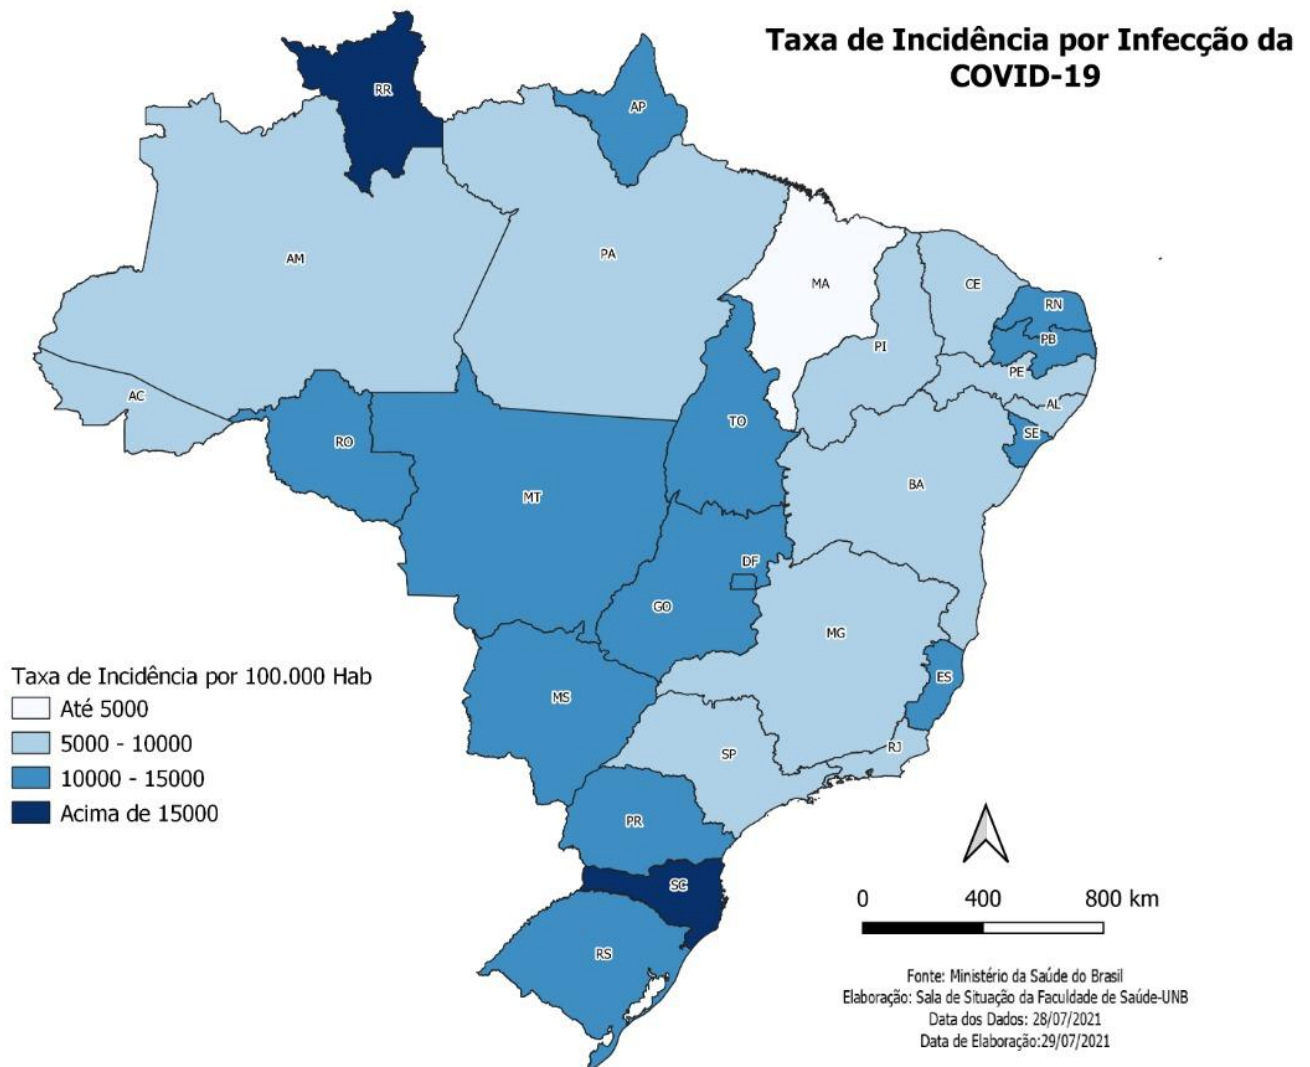 Taxa de Incidência por Infecção da
COVID-19
RR
AP
AM
PA
MA
CE
RN
PB
PI
PE
AC
AL
TO
SE
RO
BA
MT
DF
GO
MG
ES
MS
RJ
SP
PR
SC
RS
Taxa de Incidência por 100.000 Hab
Até 5000
5000 - 10000
10000 - 15000
Acima de 15000
0 400 800 km
Fonte: Ministério da Saúde do Brasil
Elaboração: Sala de Situação da Faculdade de Saúde-UNB
Data dos Dados: 28/07/2021
Data de Elaboração:29/07/2021